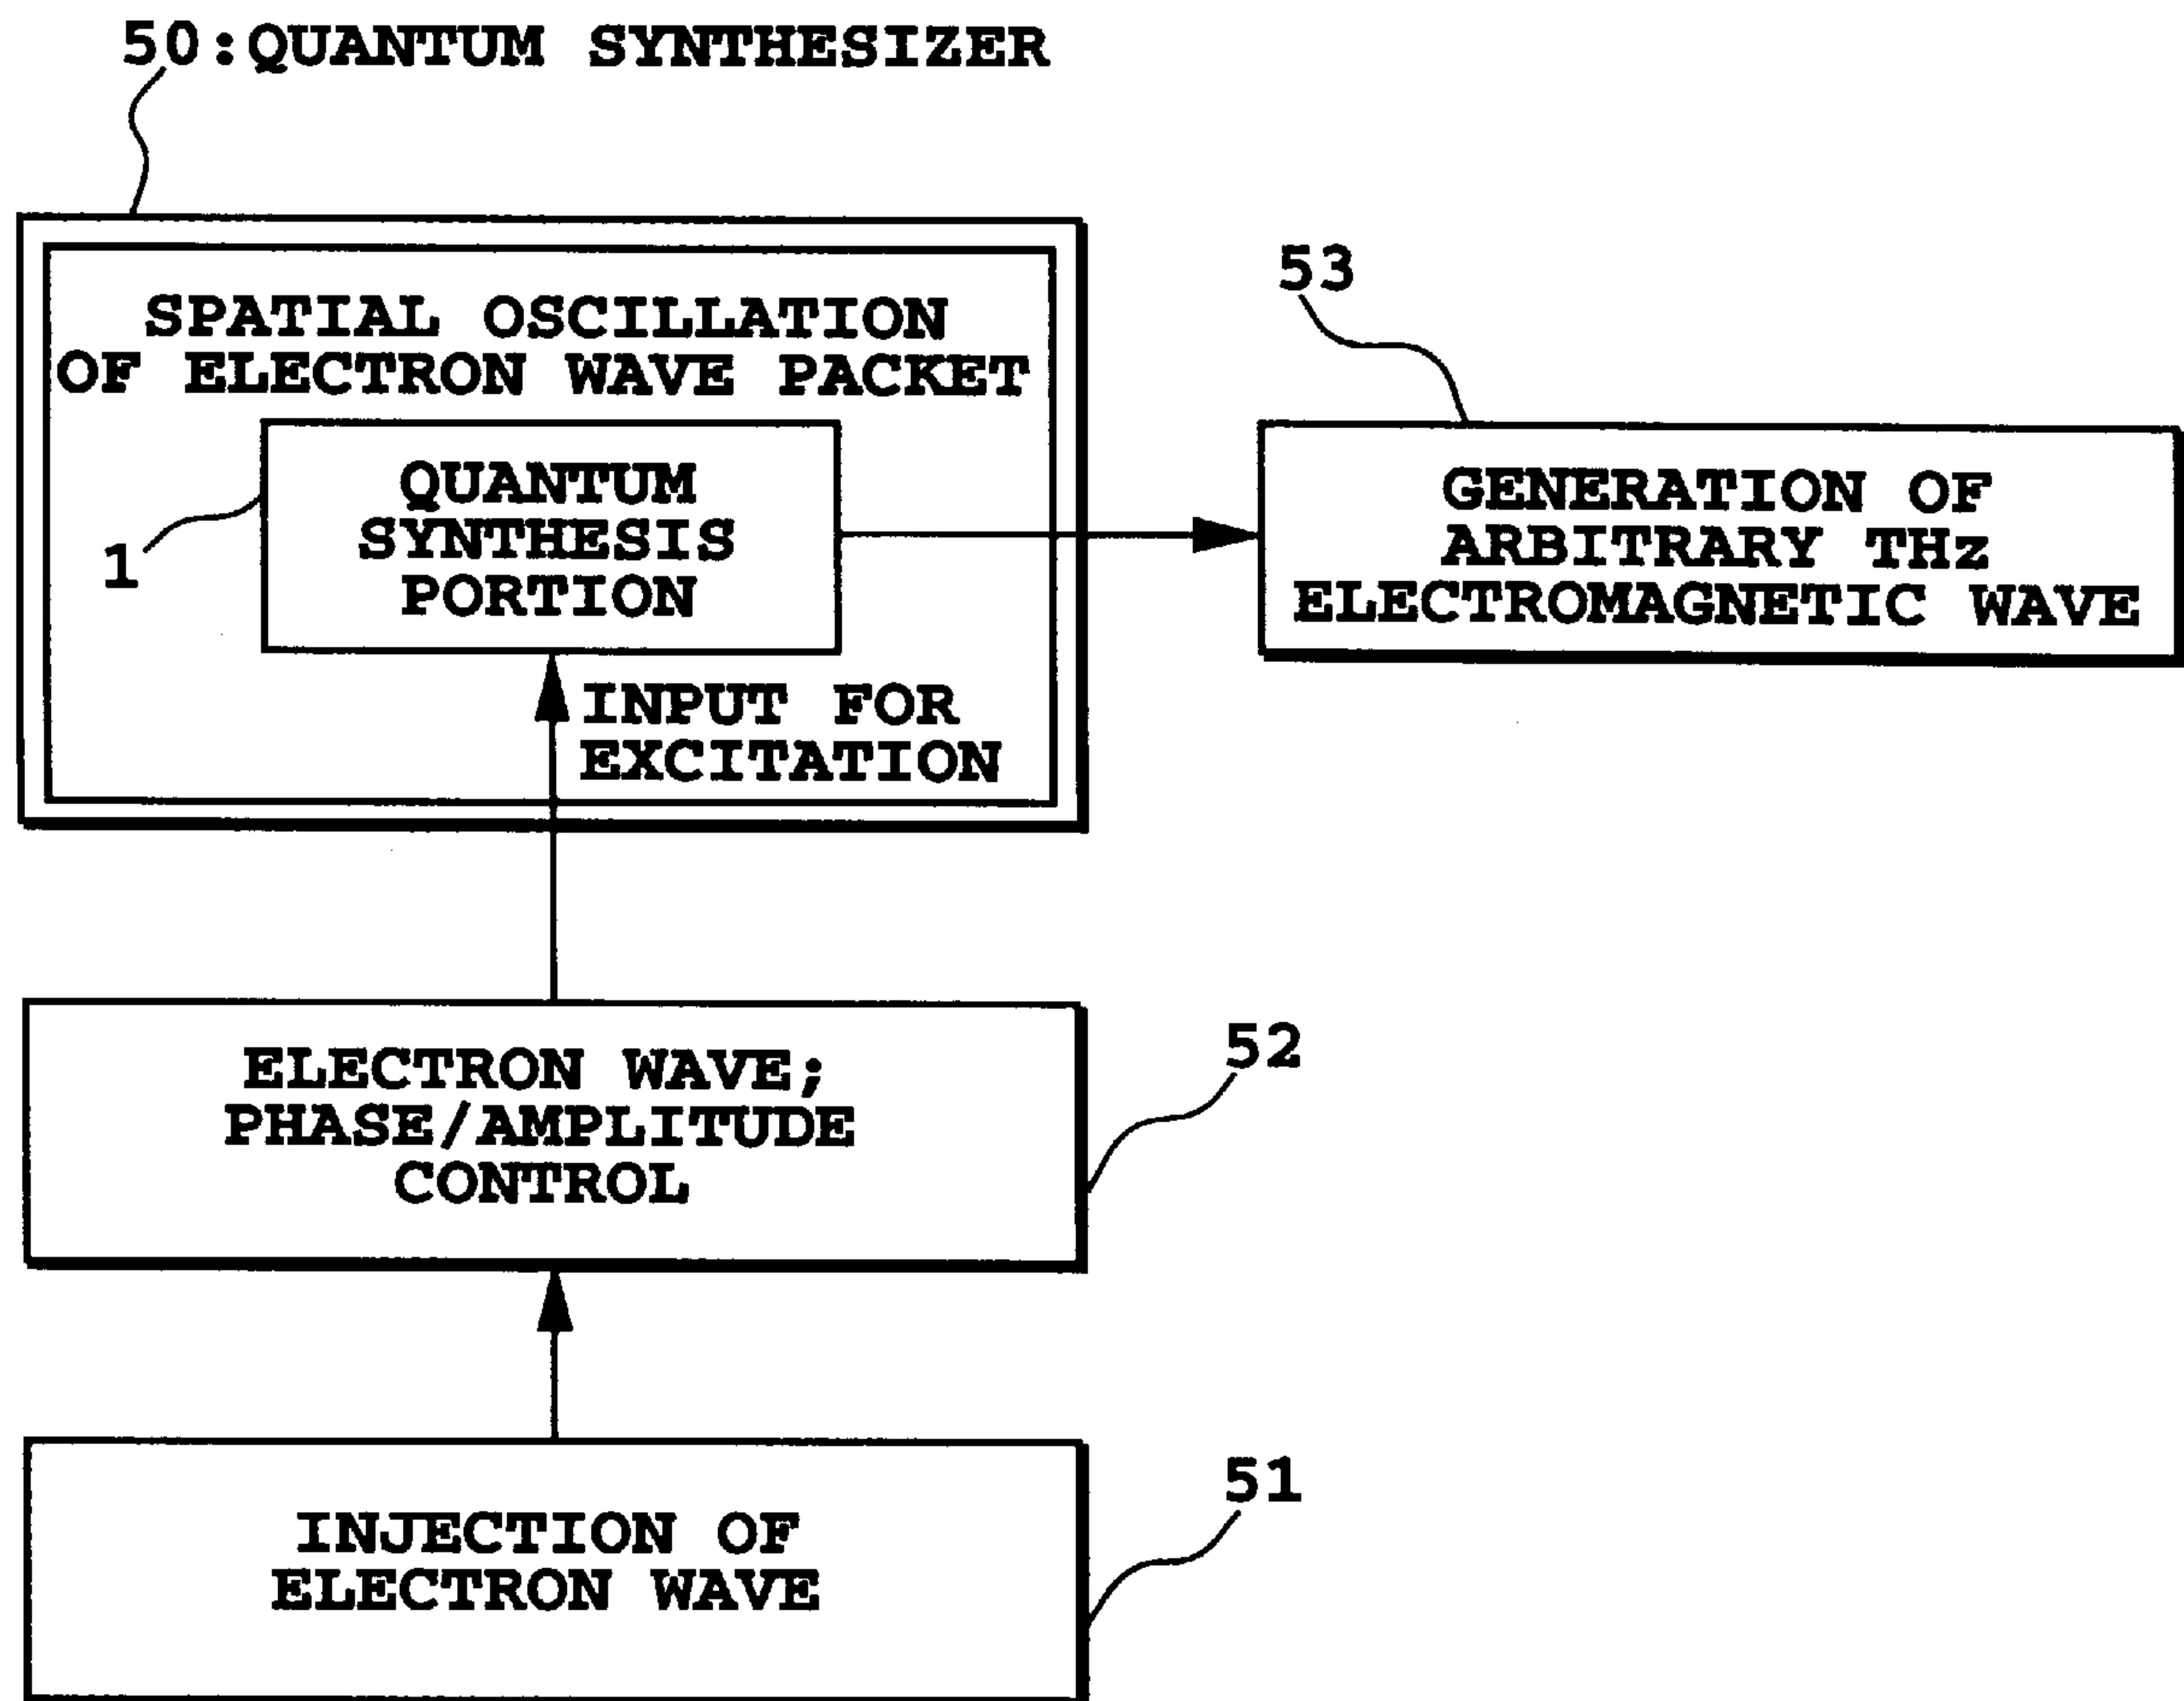 50:QUANTUM SYNTHESIZER
SPATIAL OSCILLATION
OF ELECTRON WAVE PACKET
53
QUANTUM
SYNTHESIS
PORTION
1
GENERATION OF
ARBITRARY THz
ELECTROMAGNETIC WAVE
INPUT FOR
EXCITATION
52
ELECTRON WAVE;
PHASE/AMPLITUDE
CONTROL
51
INJECTION OF
ELECTRON WAVE